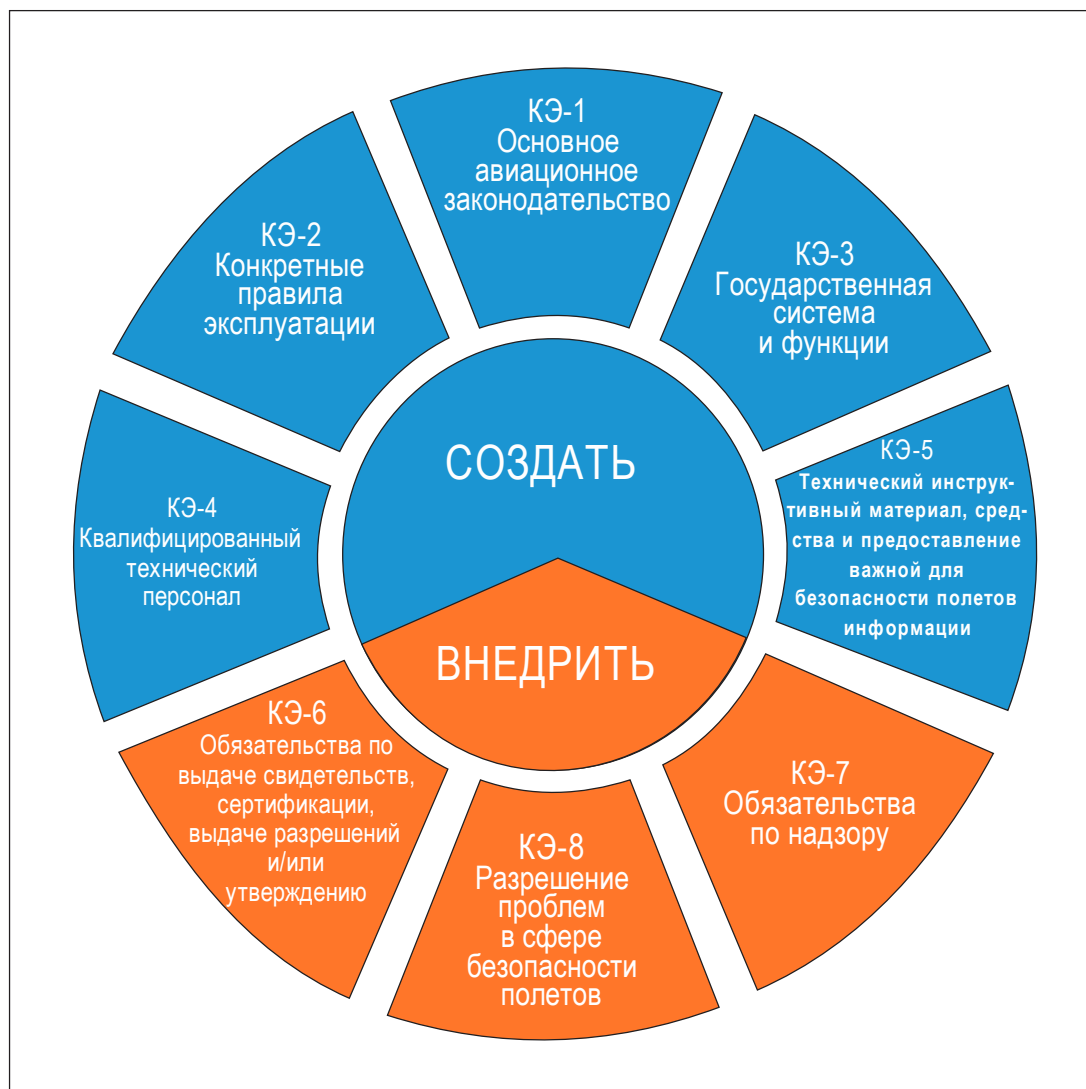 КЭ-1
Основное
авиационное
законодательство
КЭ-2
Конкретные
правила
эксплуатации
КЭ-3
Государственная
система
и функции
СОЗДАТЬ
КЭ-4
Квалифицированный
технический
персонал
КЭ-5
Технический инструк-
тивный материал, сред-
ства и предоставление
важной для
безопасности полетов
информации
ВНЕДРИТЬ
КЭ-6
Обязательства по
выдаче свидетельств,
сертификации,
выдаче разрешений
и/или
утверждению
КЭ-7
Обязательства
по надзору
КЭ-8
Разрешение
проблем
в сфере
безопасности
полетов